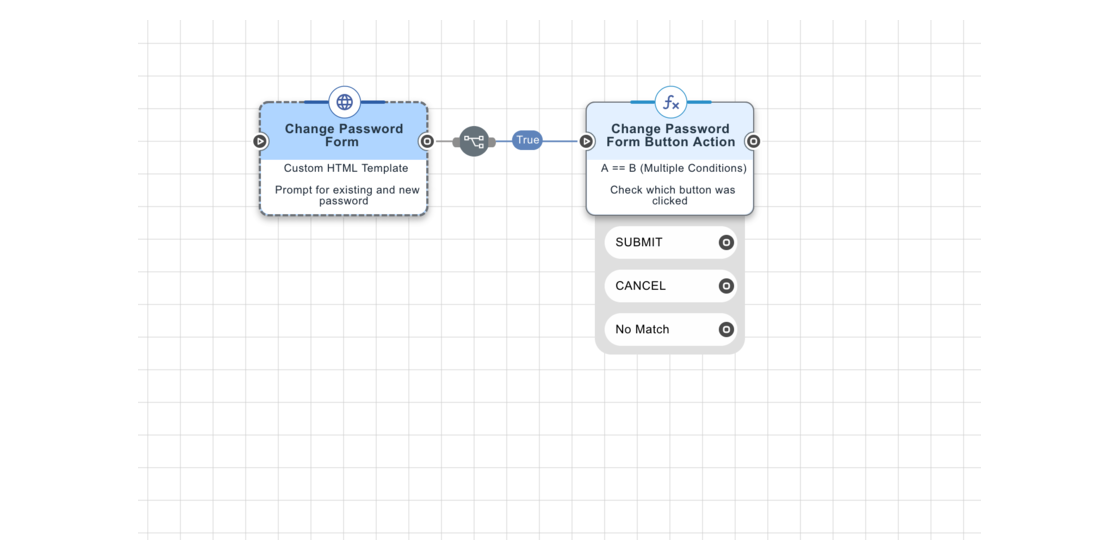 Change Password
Form
Custom HTML Template
Prompt for existing and new
password
True
fx
Change Password
Form Button Action
A == B (Multiple Conditions)
Check which button was
clicked
SUBMIT
CANCEL
No Match